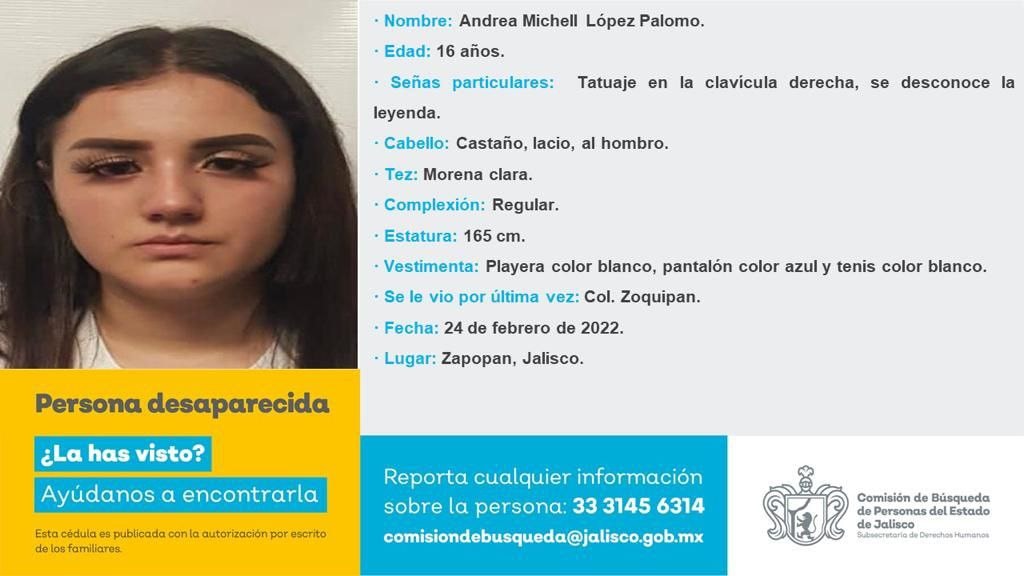 · Nombre: Andrea Michell López Palomo.
· Edad: 16 años.
· Señas particulares: Tatuaje en la clavícula derecha, se desconoce la
leyenda.
· Cabello: Castaño, lacio, al hombro.
· Tez: Morena clara.
· Complexión: Regular.
· Estatura: 165 cm.
· Vestimenta: Playera color blanco, pantalón color azul y tenis color blanco.
· Se le vio por última vez: Col. Zoquipan.
· Fecha: 24 de febrero de 2022.
· Lugar: Zapopan, Jalisco.
Persona desaparecida
¿La has visto?
Ayúdanos a encontrarla
Esta cédula es publicada con la autorización por escrito
de los familiares.
Reporta cualquier información
sobre la persona: 33 3145 6314
comisiondebusqueda@jalisco.gob.mx
Comisión de Búsqueda
de Personas del Estado
de Jalisco
Subsecretaría de Derechos Humanos